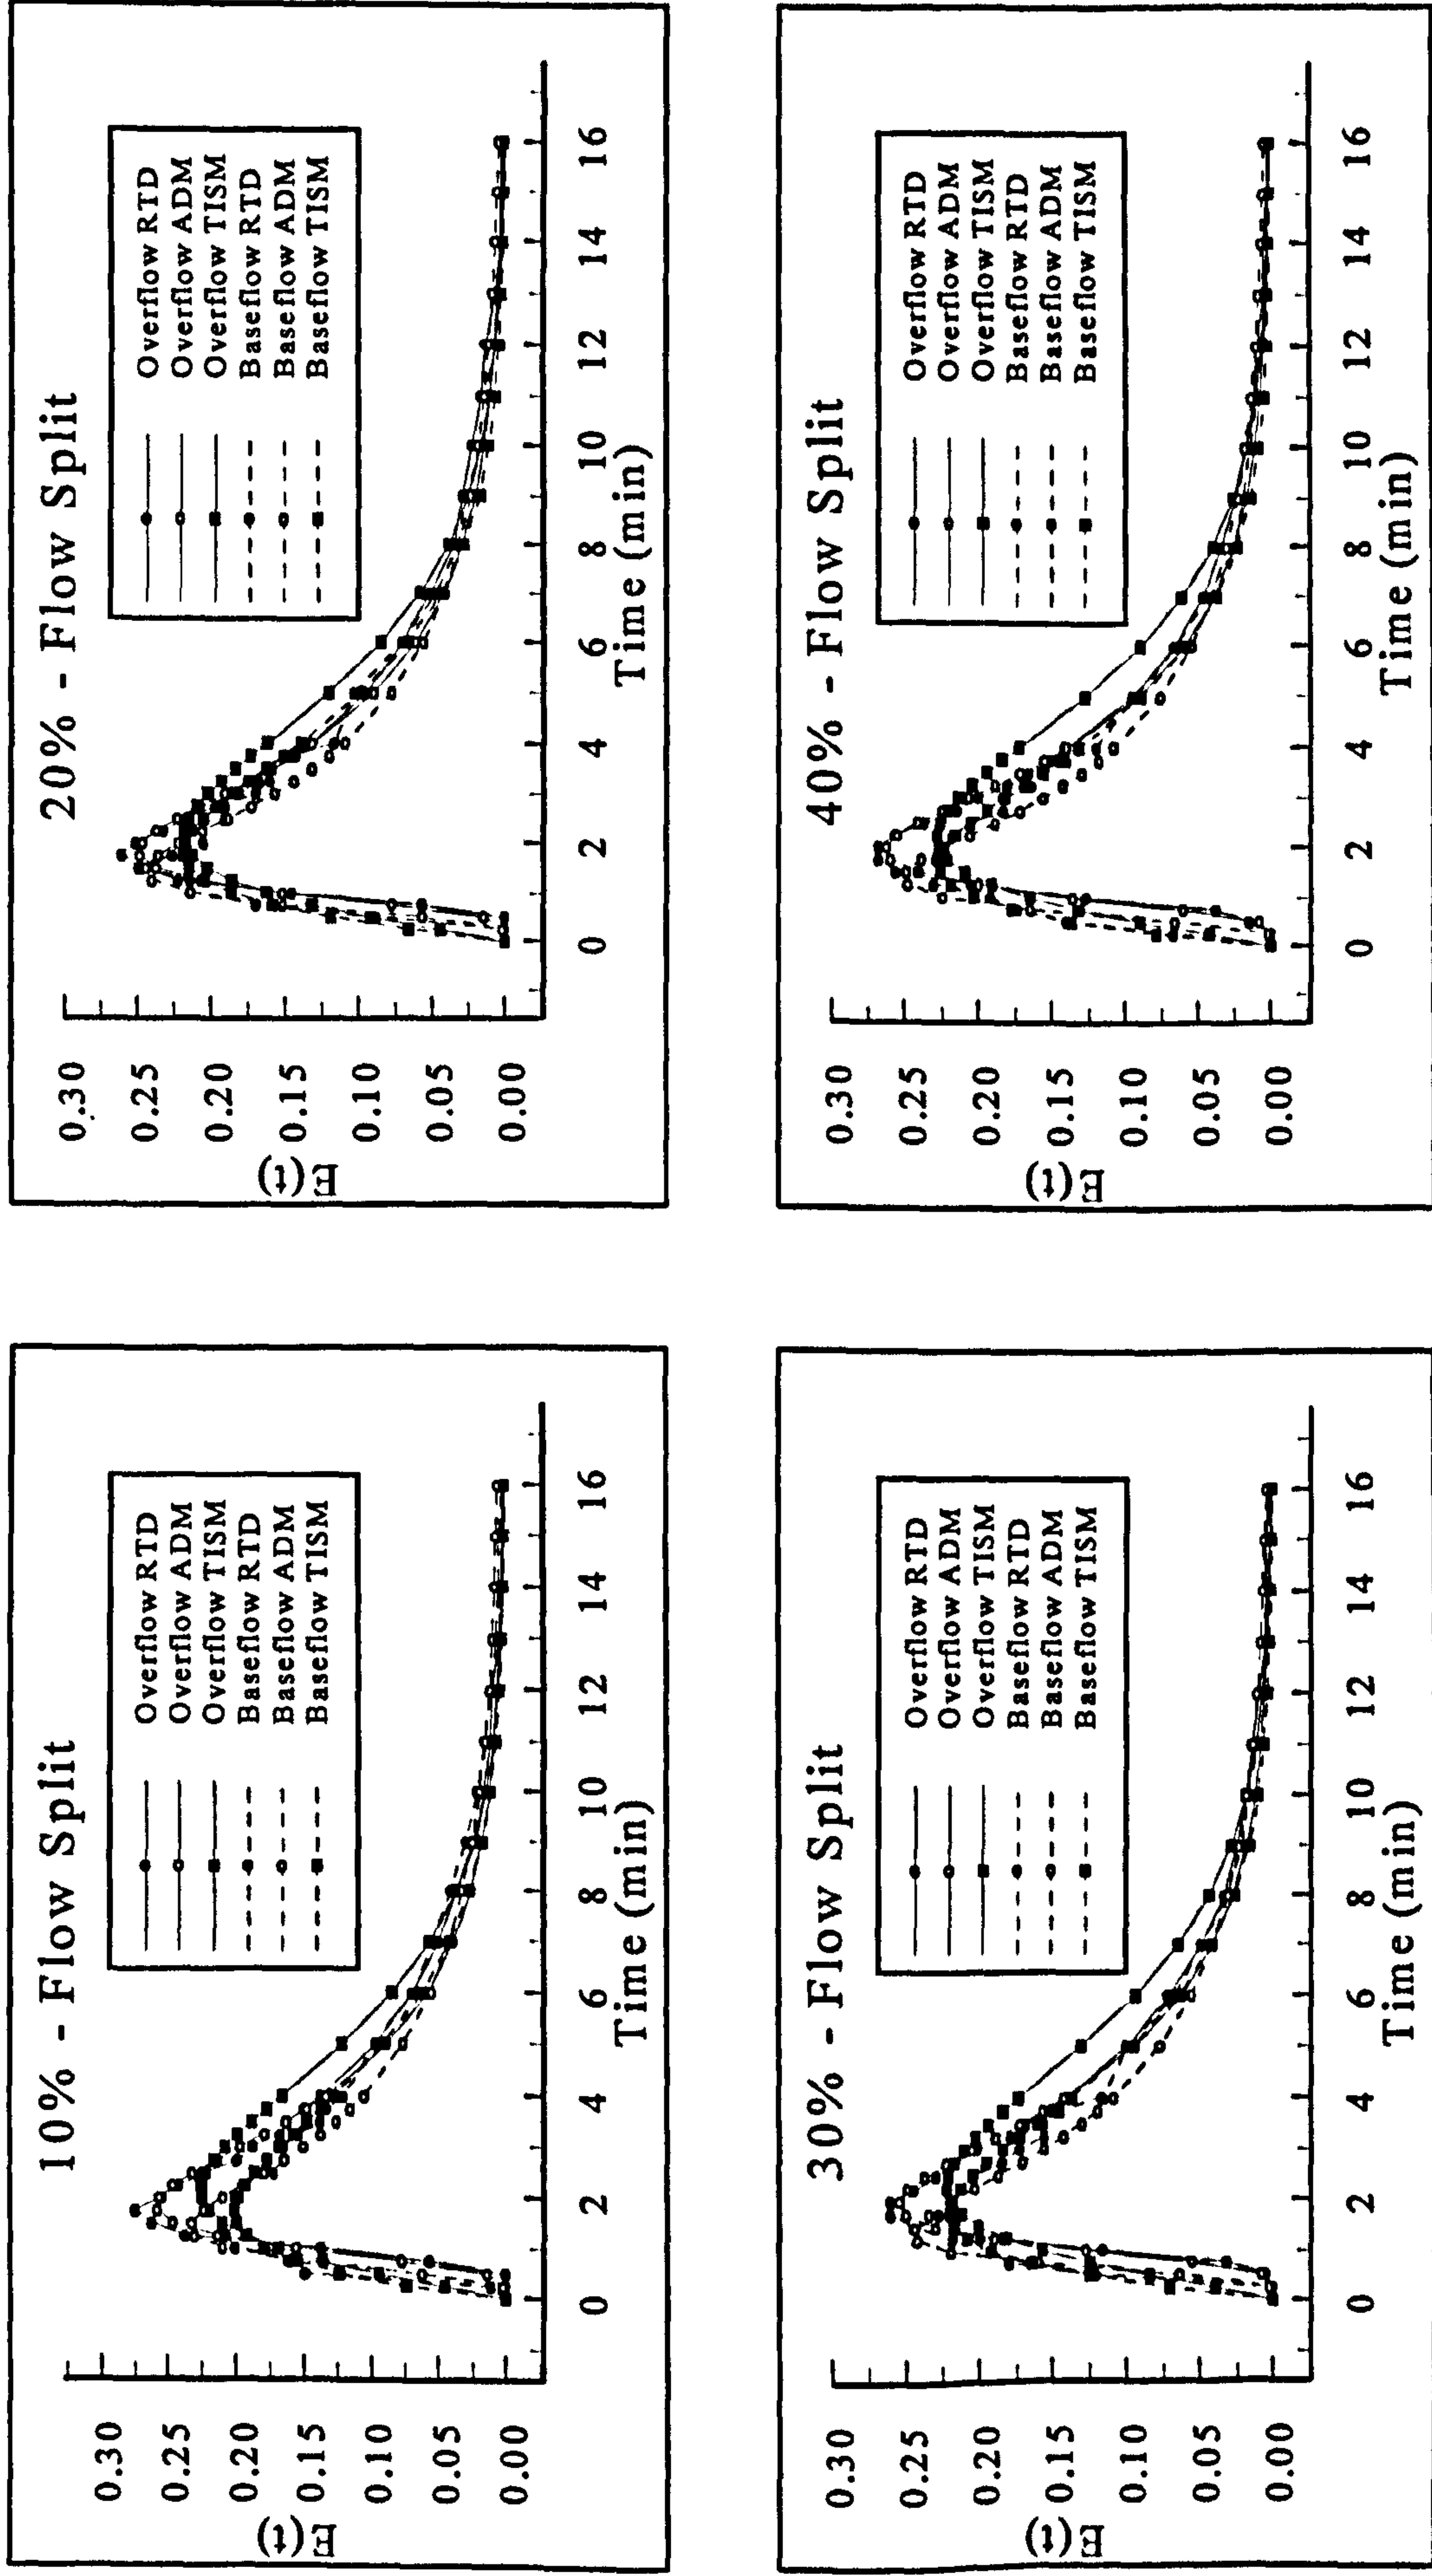 10% - Flow Split
E(t)
0.30
0.25
0.20
0.15
0.10
0.05
0.00
Overflow RTD
Overflow ADM
Overflow TISM
Baseflow RTD
Baseflow ADM
Baseflow TISM
0 2 4 6 8 10 12 14 16
Time (min)
20% - Flow Split
E(t)
0.30
0.25
0.20
0.15
0.10
0.05
0.00
Overflow RTD
Overflow ADM
Overflow TISM
Baseflow RTD
Baseflow ADM
Baseflow TISM
0 2 4 6 8 10 12 14 16
Time (min)
30% - Flow Split
E(t)
0.30
0.25
0.20
0.15
0.10
0.05
0.00
Overflow RTD
Overflow ADM
Overflow TISM
Baseflow RTD
Baseflow ADM
Baseflow TISM
0 2 4 6 8 10 12 14 16
Time (min)
40% - Flow Split
E(t)
0.30
0.25
0.20
0.15
0.10
0.05
0.00
Overflow RTD
Overflow ADM
Overflow TISM
Baseflow RTD
Baseflow ADM
Baseflow TISM
0 2 4 6 8 10 12 14 16
Time (min)